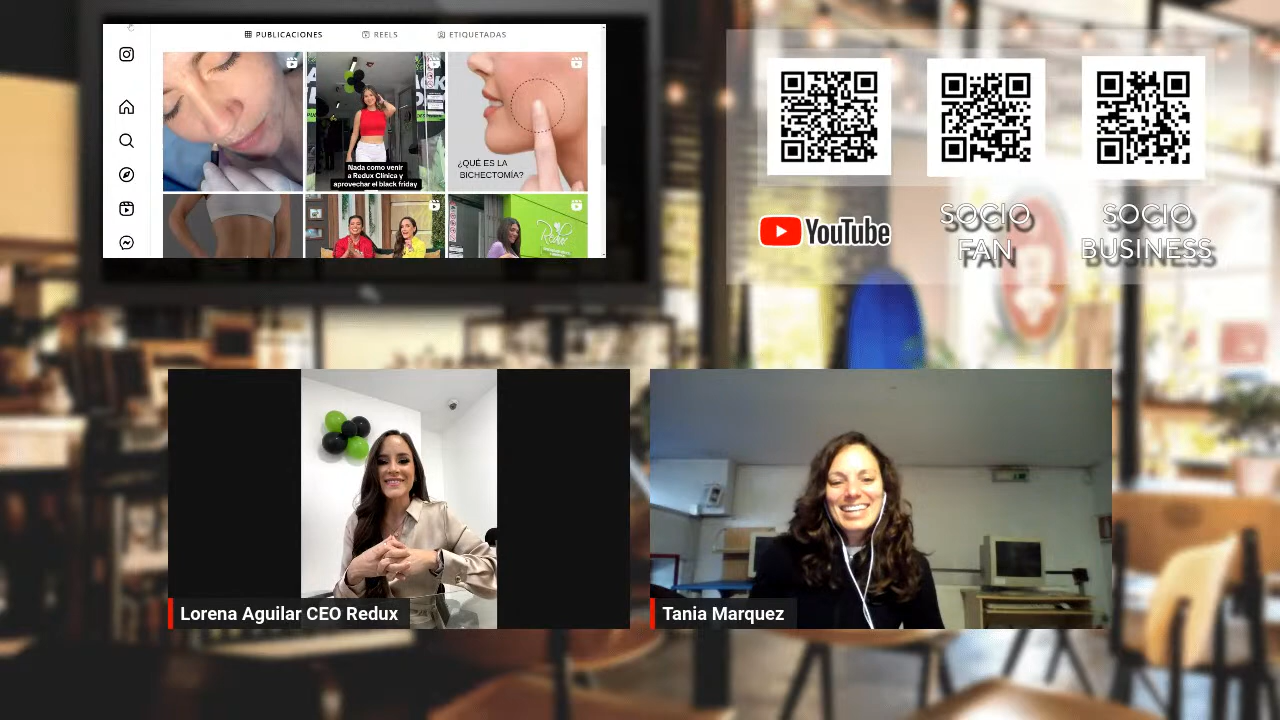 PUBLICACIONES
REELS
ETIQUETADAS
Nada como venir
a Redux Clínica y
aprovechar el black friday
¿QUÉ ES LA
BICHECTOMÍA?
Redux
YouTube
SOCIO
FAN
SOCIO
BUSINESS
Lorena Aguilar CEO Redux
Tania Marquez